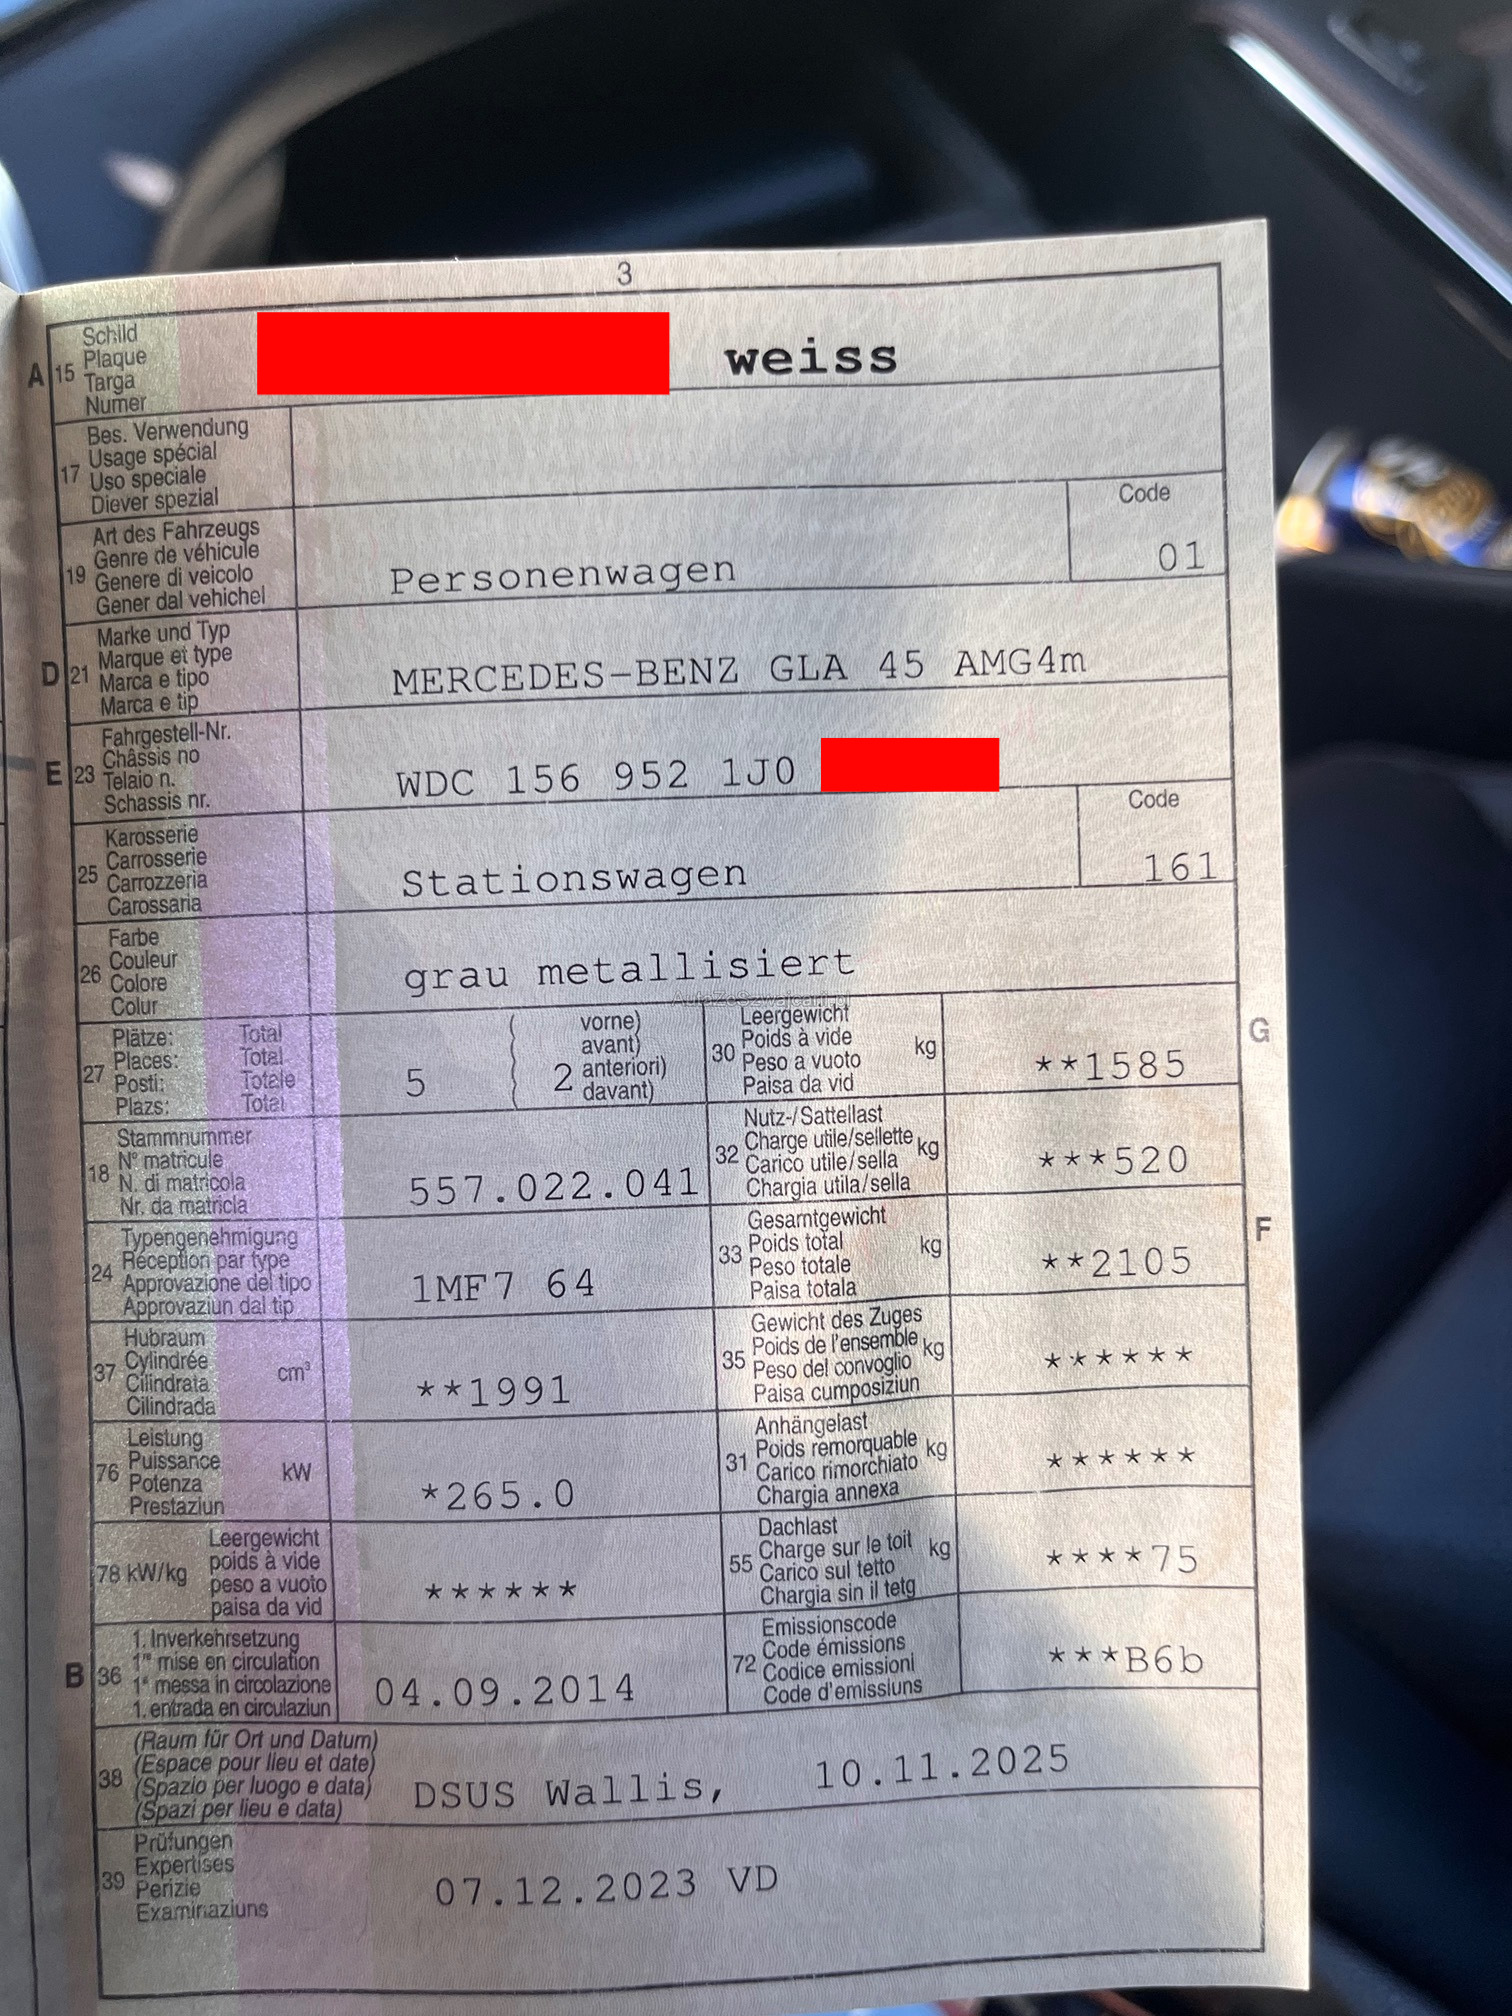 3
A 15 Schild
Plaque
Targa
Numer
weiss
17 Bes. Verwendung
Usage spécial
Uso speciale
Diever spezial
19 Art des Fahrzeugs
Genre de véhicule
Genere di veicolo
Gener dal vehichel
Personenwagen
Code
01
D 21 Marke und Typ
Marque et type
Marca e tipo
Marca e tip
MERCEDES-BENZ GLA 45 AMG4m
E 23 Fahrgestell-Nr.
Châssis no
Telaio n.
Schassis nr.
WDC 156 952 1J0
25 Karosserie
Carrosserie
Carrozzeria
Carossaria
Stationswagen
Code
161
26 Farbe
Couleur
Colore
Colur
grau metallisiert
AutaZeSzwajcarii.pl
27 Plätze: Total
Places: Total
Posti: Totale
Plazs: Total
5
2 vorne)
avant)
anteriori)
davant)
30 Leergewicht
Poids à vide
Peso a vuoto
Paisa da vid
kg
**1585
G
18 Stammnummer
N° matricule
N. di matricola
Nr. da matricla
557.022.041
32 Nutz-/Sattellast
Charge utile/sellette
Carico utile/sella
Chargia utila/sella
kg
***520
24 Typengenehmigung
Réception par type
Approvazione del tipo
Approvaziun dal tip
1MF7 64
33 Gesamtgewicht
Poids total
Peso totale
Paisa totala
kg
**2105
F
37 Hubraum
Cylindrée
Cilindrata
Cilindrada
cm³
**1991
35 Gewicht des Zuges
Poids de l'ensemble
Peso del convoglio
Paisa cumposiziun
kg
******
76 Leistung
Puissance
Potenza
Prestaziun
kW
*265.0
31 Anhängelast
Poids remorquable
Carico rimorchiato
Chargia annexa
kg
******
78 kW/kg Leergewicht
poids à vide
peso a vuoto
paisa da vid
******
55 Dachlast
Charge sur le toit
Carico sul tetto
Chargia sin il tetg
kg
****75
B 36 1. Inverkehrsetzung
1re mise en circulation
1a messa in circolazione
1. entrada en circulaziun
04.09.2014
72 Emissionscode
Code émissions
Codice emissioni
Code d'emissiuns
***B6b
38 (Raum für Ort und Datum)
(Espace pour lieu et date)
(Spazio per luogo e data)
(Spazi per lieu e data)
DSUS Wallis, 10.11.2025
39 Prüfungen
Expertises
Perizie
Examinaziuns
07.12.2023 VD